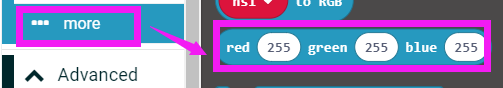 more
Advanced
hsl to RGB
red 255 green 255 blue 255